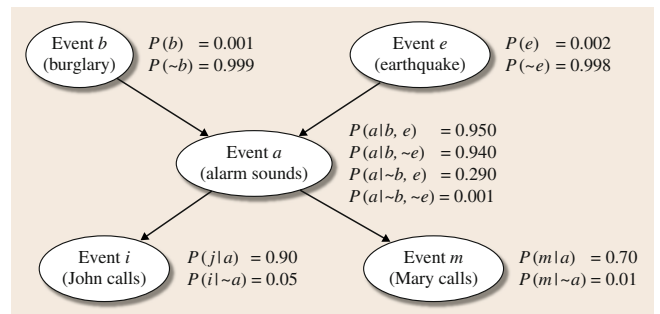 Event b
(burglary)
P(b) = 0.001
P(~b) = 0.999
Event e
(earthquake)
P(e) = 0.002
P(~e) = 0.998
Event a
(alarm sounds)
P(a|b, e) = 0.950
P(a|b, ~e) = 0.940
P(a|~b, e) = 0.290
P(a|~b, ~e) = 0.001
Event i
(John calls)
P(j|a) = 0.90
P(i|~a) = 0.05
Event m
(Mary calls)
P(m|a) = 0.70
P(m|~a) = 0.01